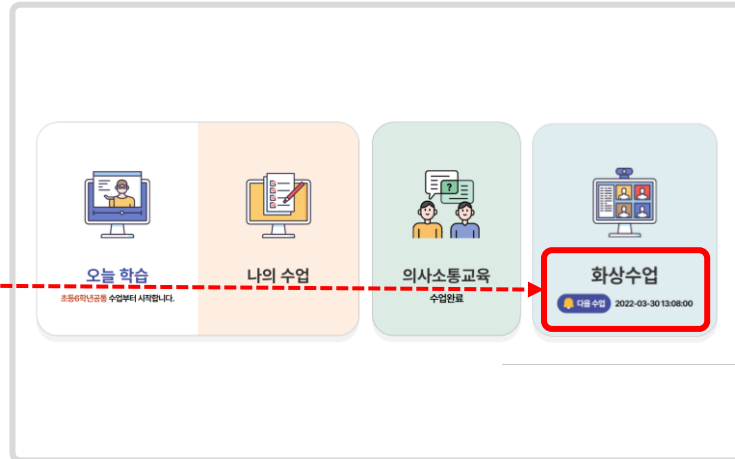 오늘 학습
초등6학년공통 수업부터 시작합니다.
나의 수업
?
의사소통교육
수업완료
화상수업
다음 수업 2022-03-30 13:08:00